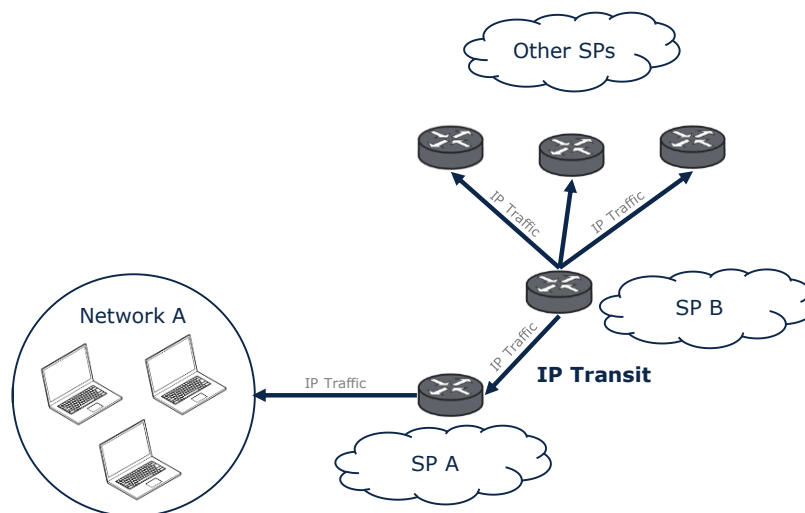 Other SPs
IP Traffic
IP Traffic
Network A
SP B
IP Traffic
IP Transit
IP Traffic
SP A